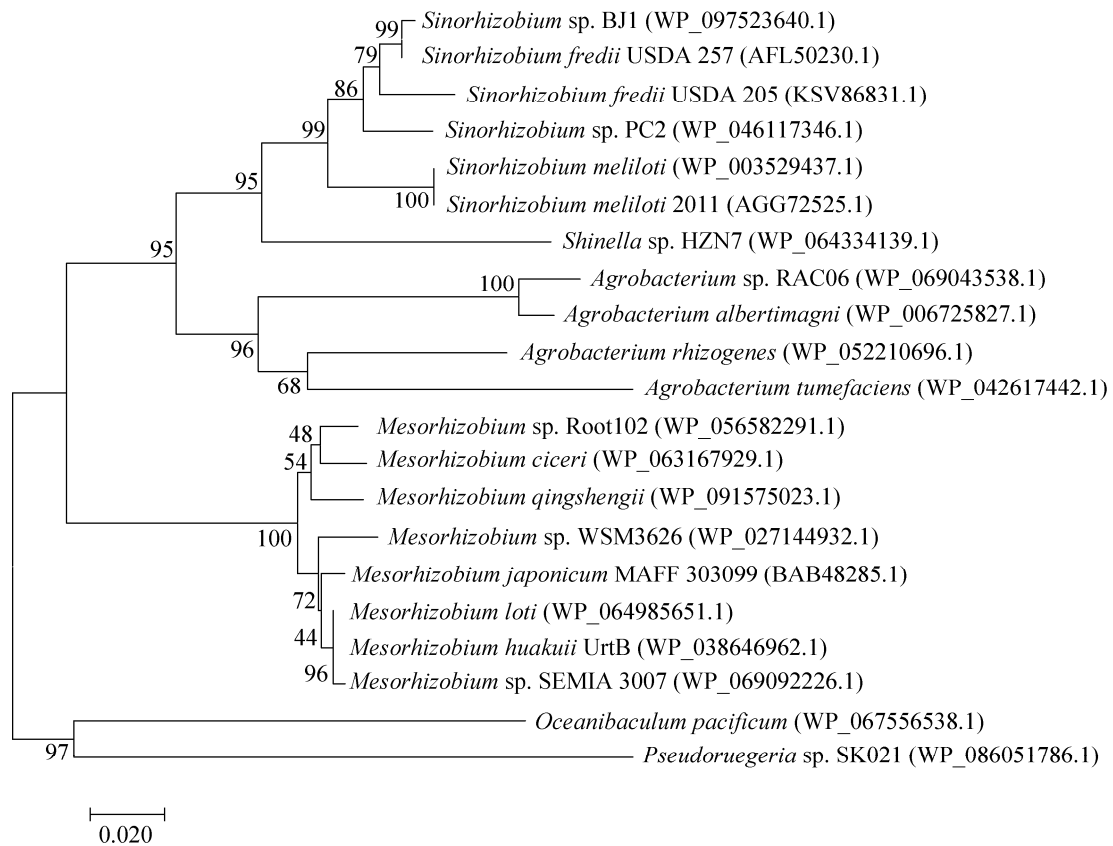 99 Sinorhizobium sp. BJ1 (WP_097523640.1)
79 Sinorhizobium fredii USDA 257 (AFL50230.1)
86 Sinorhizobium fredii USDA 205 (KSV86831.1)
99 Sinorhizobium sp. PC2 (WP_046117346.1)
Sinorhizobium meliloti (WP_003529437.1)
95
100 Sinorhizobium meliloti 2011 (AGG72525.1)
95 Shinella sp. HZN7 (WP_064334139.1)
100 Agrobacterium sp. RAC06 (WP_069043538.1)
Agrobacterium albertimagni (WP_006725827.1)
96 Agrobacterium rhizogenes (WP_052210696.1)
68 Agrobacterium tumefaciens (WP_042617442.1)
48 Mesorhizobium sp. Root102 (WP_056582291.1)
54 Mesorhizobium ciceri (WP_063167929.1)
Mesorhizobium qingshengii (WP_091575023.1)
100 Mesorhizobium sp. WSM3626 (WP_027144932.1)
Mesorhizobium japonicum MAFF 303099 (BAB48285.1)
72 Mesorhizobium loti (WP_064985651.1)
44 Mesorhizobium huakuii UrtB (WP_038646962.1)
96 Mesorhizobium sp. SEMIA 3007 (WP_069092226.1)
Oceanibaculum pacificum (WP_067556538.1)
97 Pseudoruegeria sp. SK021 (WP_086051786.1)
0.020